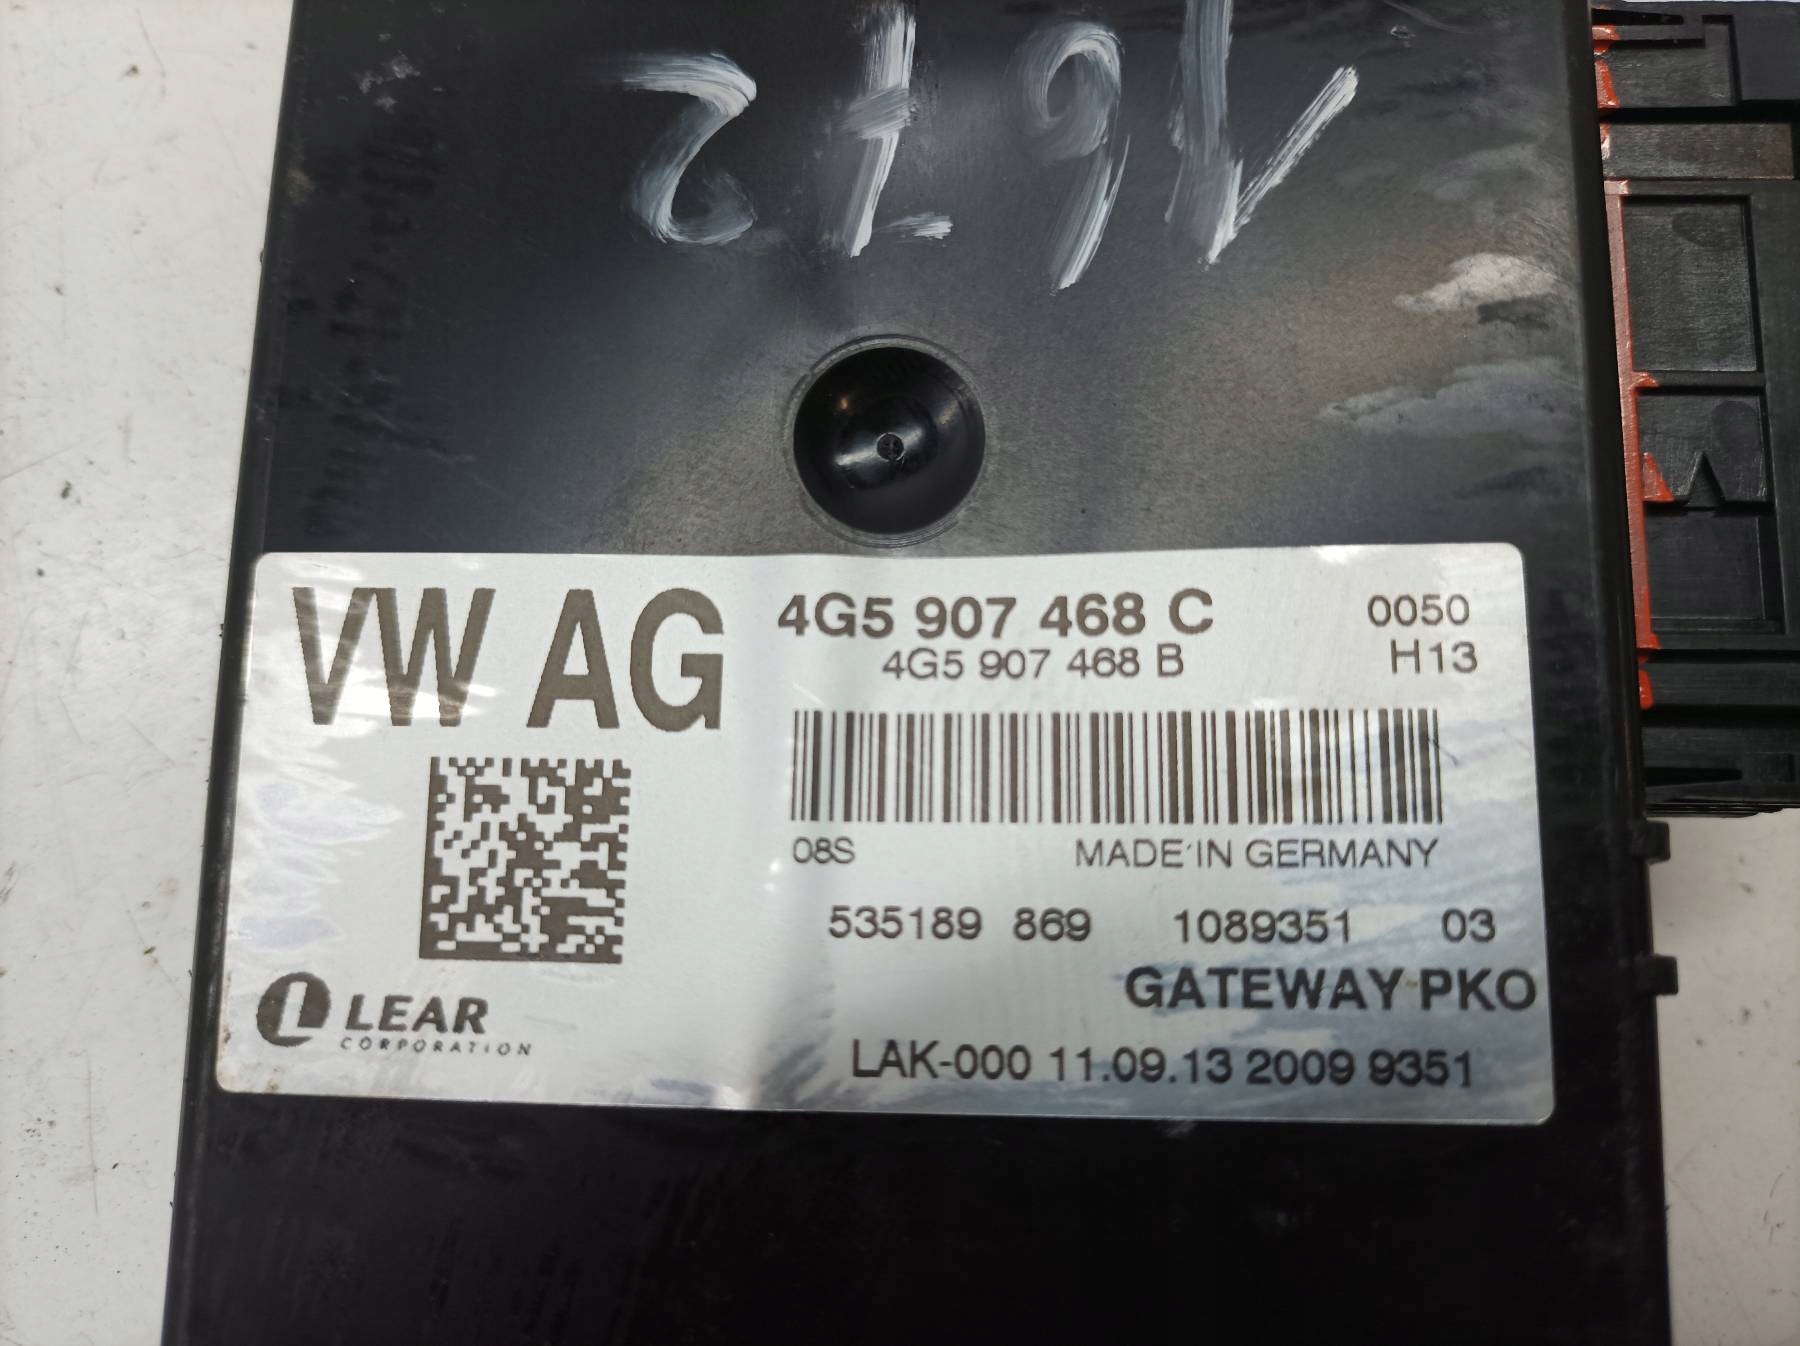 1672
VW AG
4G5 907 468 C 0050
4G5 907 468 B H13
08S MADE IN GERMANY
535189 869 1089351 03
GATEWAY PKO
LEAR
CORPORATION
LAK-000 11.09.13 2009 9351